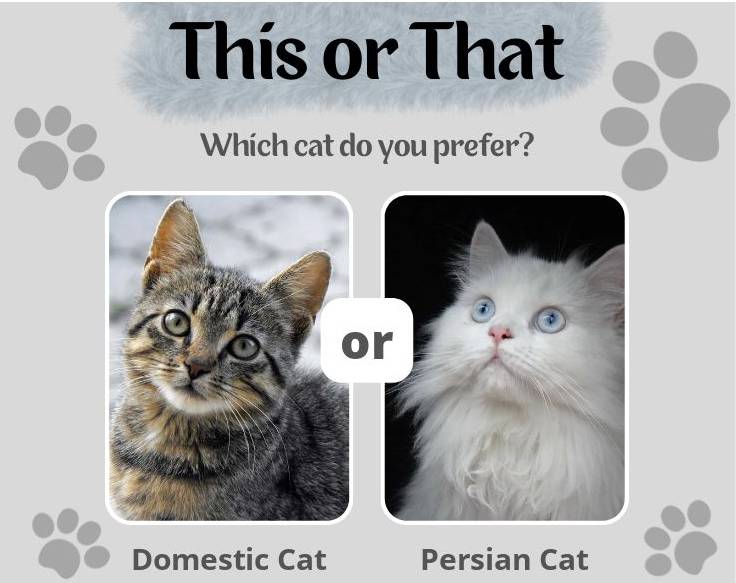 This or That
Which cat do you prefer?
or
Domestic Cat
Persian Cat